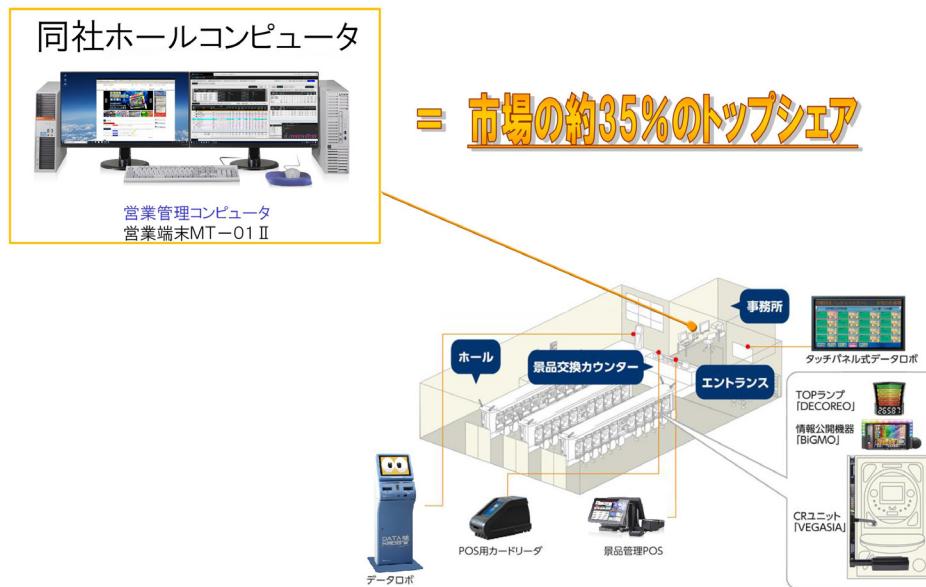 同社ホールコンピュータ
= 市場の約35%のトップシェア
営業管理コンピュータ
営業端末MT-01Ⅱ
事務所
ホール
景品交換カウンター
エントランス
タッチパネル式データロボ
TOPランプ
「DECOREO」
26587
情報公開機器
「BiGMO」
CRユニット
「VEGASIA」
DATA
POS用カードリーダ
景品管理POS
データロボ